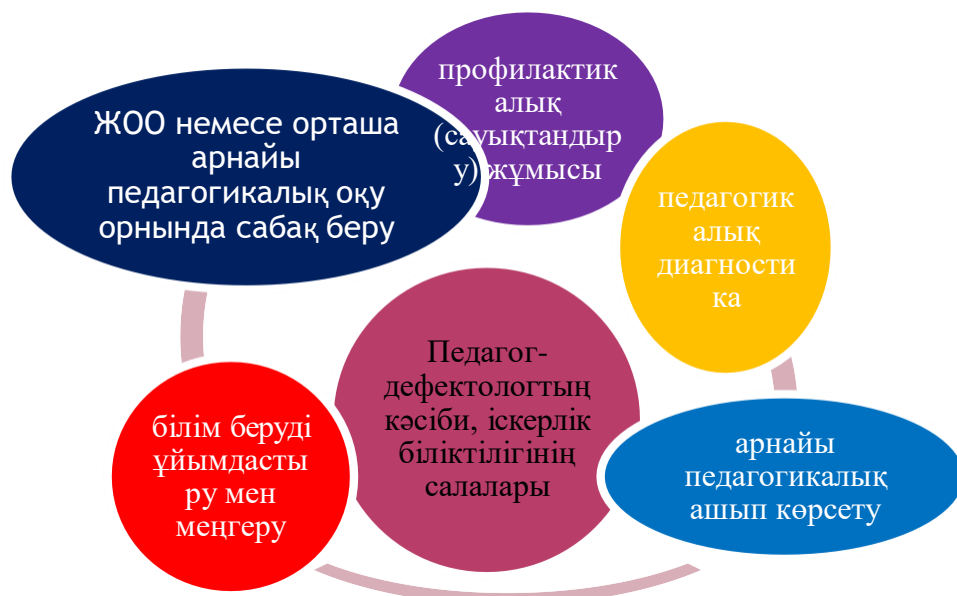 профилактик
алық
(сауықтандыр
у) жұмысы
ЖОО немесе орташа
арнайы
педагогикалық оқу
орнында сабақ беру
педагогик
алық
диагности
ка
Педагог-
дефектологтың
кәсіби, іскерлік
біліктілігінің
салалары
білім беруді
ұйымдасты
ру мен
меңгеру
арнайы
педагогикалық
ашып көрсету